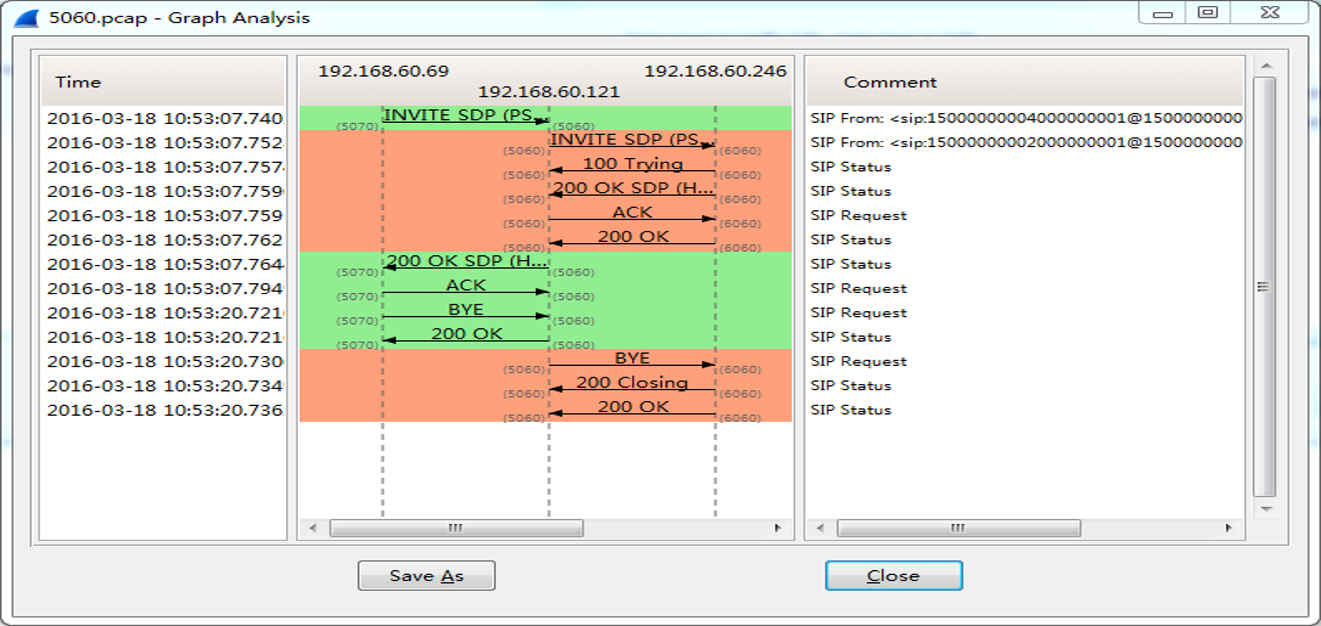 5060.pcap - Graph Analysis
Time
192.168.60.69
192.168.60.246
192.168.60.121
Comment
2016-03-18 10:53:07.740 (5070) INVITE SDP (PS... (5060) SIP From: <sip:15000000004000000001@1500000000
2016-03-18 10:53:07.752 (5060) INVITE SDP (PS... (6060) SIP From: <sip:15000000002000000001@1500000000
2016-03-18 10:53:07.757 (5060) 100 Trying (6060) SIP Status
2016-03-18 10:53:07.759 (5060) 200 OK SDP (H... (6060) SIP Status
2016-03-18 10:53:07.759 (5060) ACK (6060) SIP Request
2016-03-18 10:53:07.762 (5060) 200 OK (6060) SIP Status
2016-03-18 10:53:07.764 (5070) 200 OK SDP (H... (5060) SIP Status
2016-03-18 10:53:07.794 (5070) ACK (5060) SIP Request
2016-03-18 10:53:20.721 (5070) BYE (5060) SIP Request
2016-03-18 10:53:20.721 (5070) 200 OK (5060) SIP Status
2016-03-18 10:53:20.730 (5060) BYE (6060) SIP Request
2016-03-18 10:53:20.734 (5060) 200 Closing (6060) SIP Status
2016-03-18 10:53:20.736 (5060) 200 OK (6060) SIP Status
Save As
Close